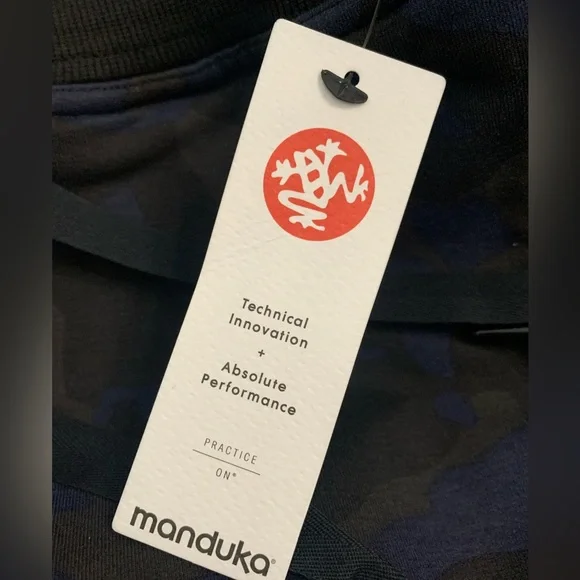 Technical
Innovation
+
Absolute
Performance
PRACTICE
ON®
manduka®